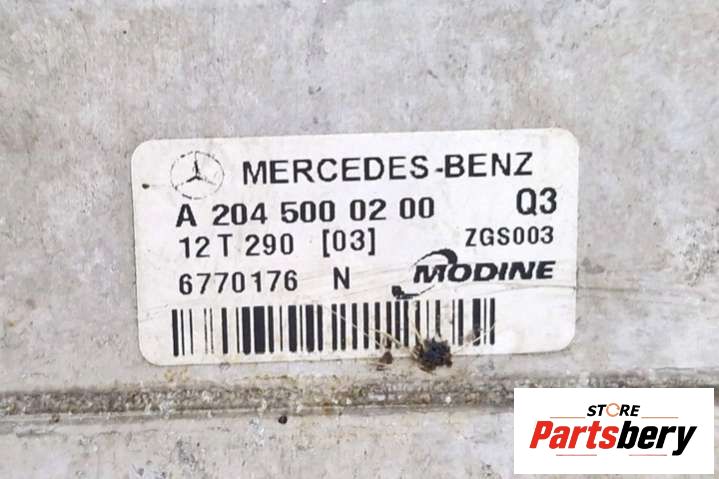 MERCEDES-BENZ
A 204 500 02 00 Q3
12 T 290 [03] ZGS003
6770176 N MODINE
STORE
Partsbery